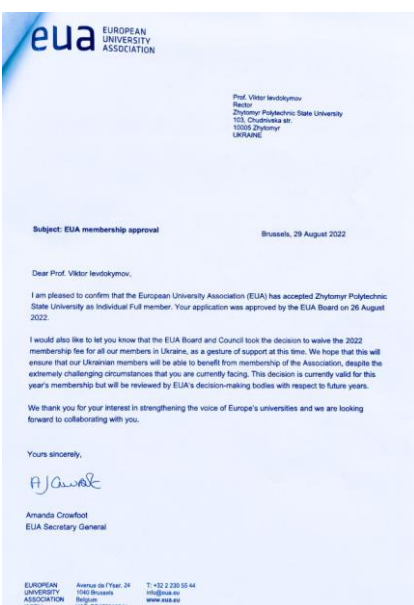 eua EUROPEAN
UNIVERSITY
ASSOCIATION
Prof. Viktor Ievdokymov
Rector
Zhytomyr Polytechnic State University
103, Chudnivska str.
10005 Zhytomyr
UKRAINE
Subject: EUA membership approval
Brussels, 29 August 2022
Dear Prof. Viktor Ievdokymov,
I am pleased to confirm that the European University Association (EUA) has accepted Zhytomyr Polytechnic
State University as Individual Full member. Your application was approved by the EUA Board on 26 August
2022.
I would also like to let you know that the EUA Board and Council took the decision to waive the 2022
membership fee for all our members in Ukraine, as a gesture of support at this time. We hope that this will
ensure that our Ukrainian members will be able to benefit from membership of the Association, despite the
extremely challenging circumstances that you are currently facing. This decision is currently valid for this
year's membership but will be reviewed by EUA's decision-making bodies with respect to future years.
We thank you for your interest in strengthening the voice of Europe's universities and we are looking
forward to collaborating with you.
Yours sincerely,
Amanda Crowfoot
EUA Secretary General
EUROPEAN Avenue de l'Yser, 24 T: +32 2 230 55 44
UNIVERSITY 1040 Brussels info@eua.eu
ASSOCIATION Belgium www.eua.eu